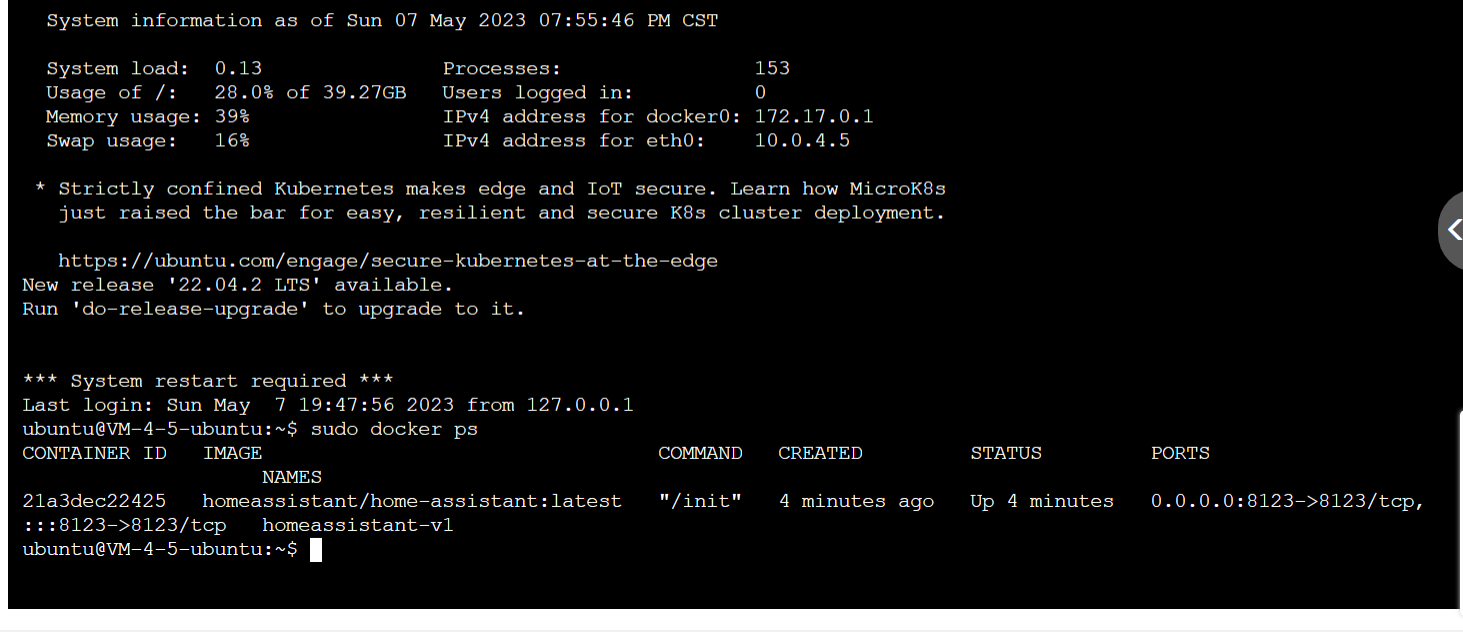 System information as of Sun 07 May 2023 07:55:46 PM CST
System load:  0.13               Processes:                153
Usage of /:   28.0% of 39.27GB   Users logged in:          0
Memory usage: 39%                IPv4 address for docker0: 172.17.0.1
Swap usage:   16%                IPv4 address for eth0:    10.0.4.5
* Strictly confined Kubernetes makes edge and IoT secure. Learn how MicroK8s
just raised the bar for easy, resilient and secure K8s cluster deployment.
https://ubuntu.com/engage/secure-kubernetes-at-the-edge
New release '22.04.2 LTS' available.
Run 'do-release-upgrade' to upgrade to it.
*** System restart required ***
Last login: Sun May  7 19:47:56 2023 from 127.0.0.1
ubuntu@VM-4-5-ubuntu:~$ sudo docker ps
CONTAINER ID   IMAGE                                 COMMAND   CREATED         STATUS         PORTS
NAMES
21a3dec22425   homeassistant/home-assistant:latest   "/init"   4 minutes ago   Up 4 minutes   0.0.0.0:8123->8123/tcp,
:::8123->8123/tcp   homeassistant-v1
ubuntu@VM-4-5-ubuntu:~$